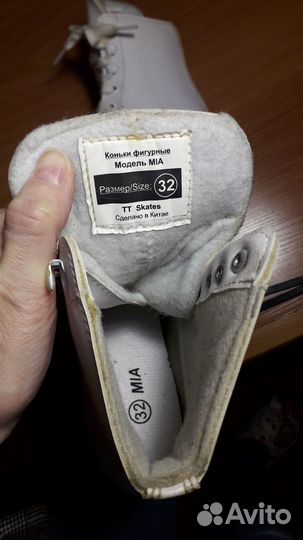 Коньки фигурные
Модель MIA
Размер/Size: 32
TT Skates
Сделано в Китае
32 MIA
Avito